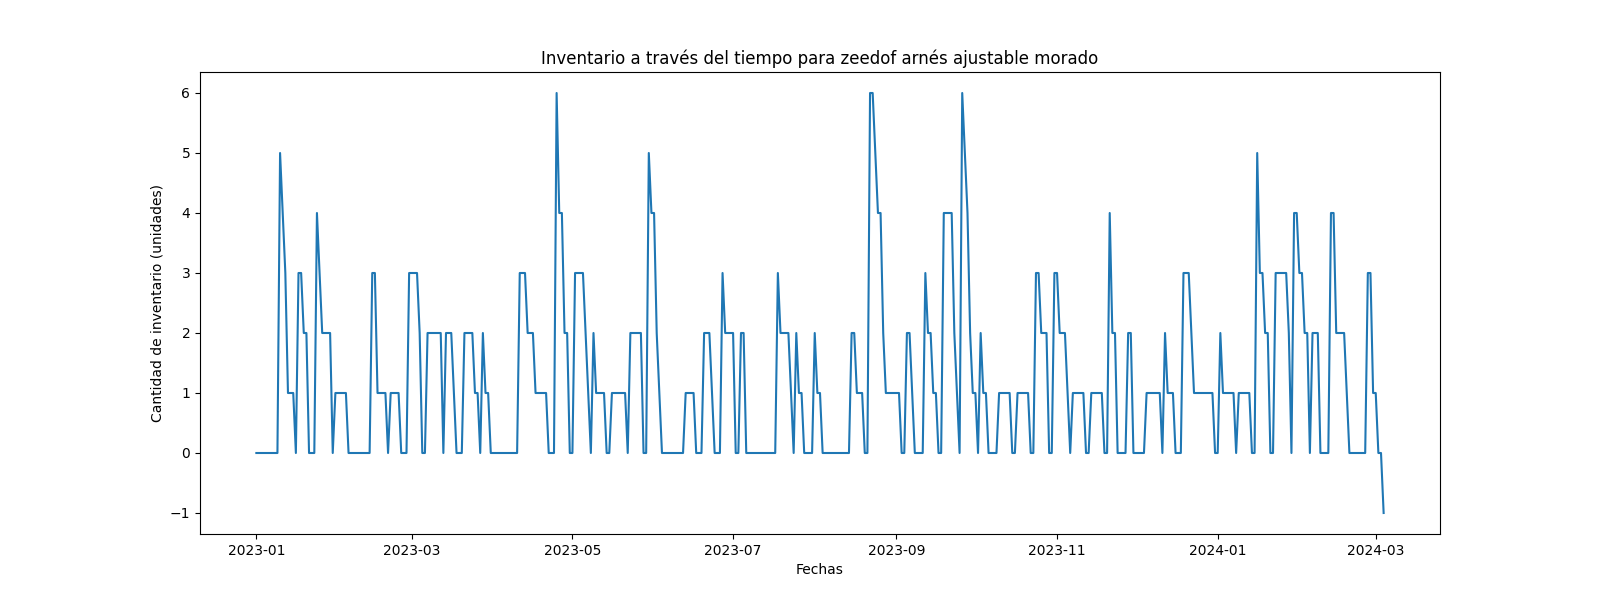 Inventario a través del tiempo para zeedof arnés ajustable morado
Cantidad de inventario (unidades)
6
5
4
3
2
1
0
−1
2023-01 2023-03 2023-05 2023-07 2023-09 2023-11 2024-01 2024-03
Fechas